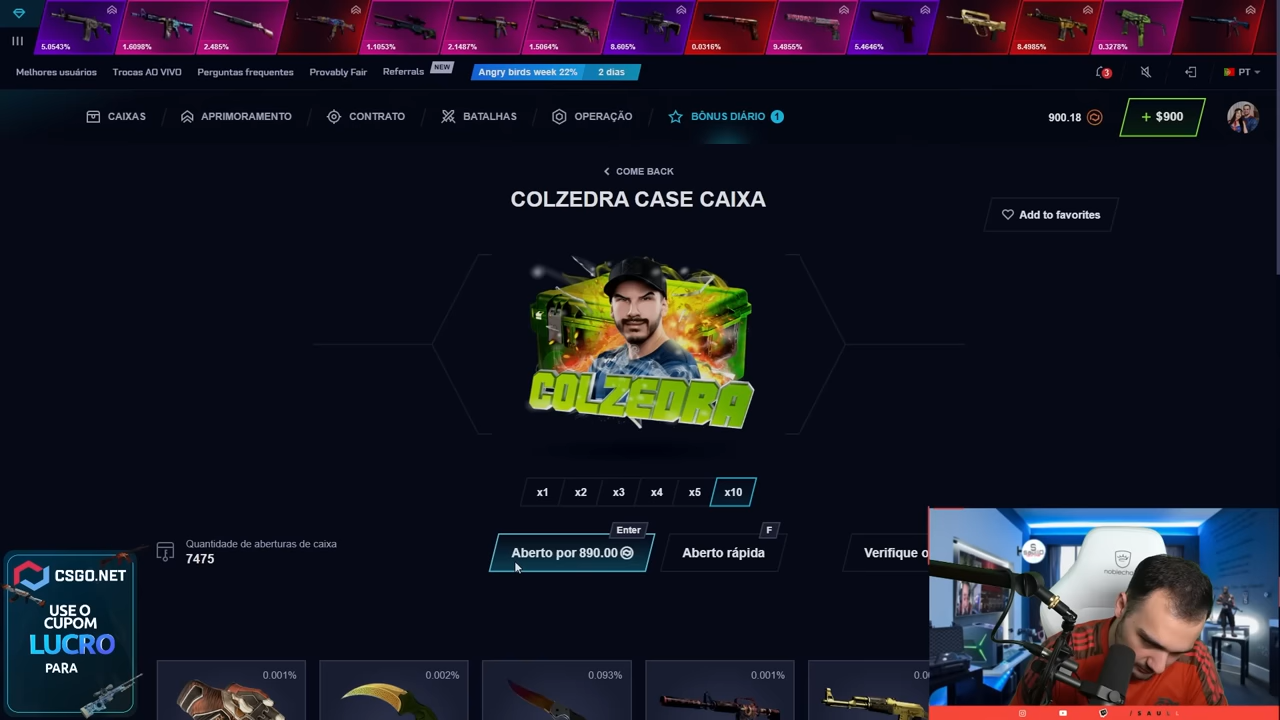 5.0543%
1.6098%
2.485%
1.1053%
2.1487%
1.5064%
8.605%
0.0316%
9.4855%
5.4646%
8.4985%
0.3278%
Melhores usuários
Trocas AO VIVO
Perguntas frequentes
Provably Fair
Referrals
NEW
Angry birds week 22%
2 dias
3
PT
CAIXAS
APRIMORAMENTO
CONTRATO
BATALHAS
OPERAÇÃO
BÔNUS DIÁRIO 1
900.18
+ $900
COME BACK
COLZEDRA CASE CAIXA
Add to favorites
COLZEDRA
x1
x2
x3
x4
x5
x10
Enter
F
Aberto por 890.00
Aberto rápida
Verifique o
Quantidade de aberturas de caixa
7475
CSGO.NET
USE O
CUPOM
LUCRO
PARA
0.001%
0.002%
0.093%
0.001%
0.00
noblecha
/SAUL